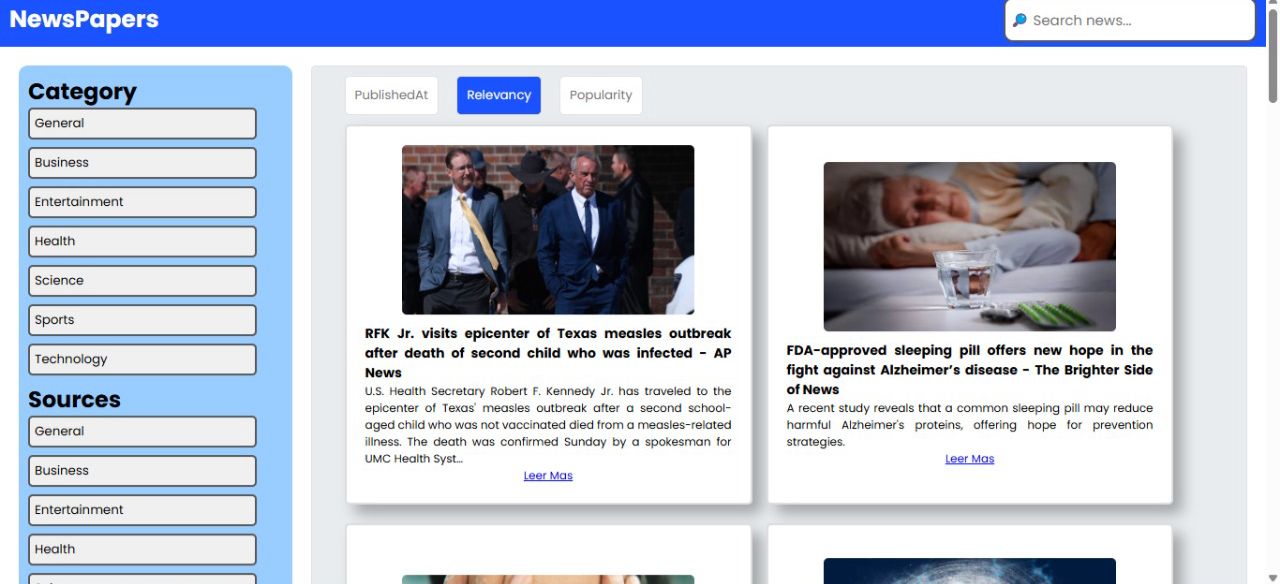 NewsPapers
Search news...
Category
General
Business
Entertainment
Health
Science
Sports
Technology
Sources
General
Business
Entertainment
Health
PublishedAt
Relevancy
Popularity
RFK Jr. visits epicenter of Texas measles outbreak
after death of second child who was infected - AP
News
U.S. Health Secretary Robert F. Kennedy Jr. has traveled to the
epicenter of Texas' measles outbreak after a second school-
aged child who was not vaccinated died from a measles-related
illness. The death was confirmed Sunday by a spokesman for
UMC Health Syst…
Leer Mas
FDA-approved sleeping pill offers new hope in the
fight against Alzheimer’s disease - The Brighter Side
of News
A recent study reveals that a common sleeping pill may reduce
harmful Alzheimer's proteins, offering hope for prevention
strategies.
Leer Mas